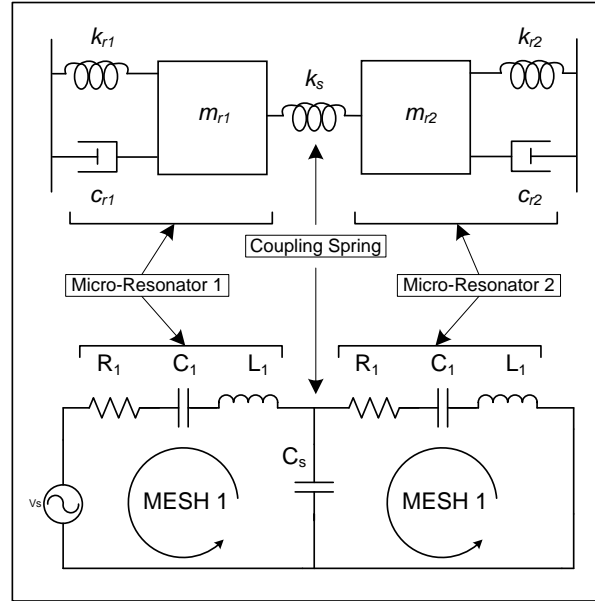 k_r1
k_r2
k_s
m_r1
m_r2
c_r1
c_r2
Coupling Spring
Micro-Resonator 1
Micro-Resonator 2
R_1 C_1 L_1
R_1 C_1 L_1
C_s
Vs
MESH 1
MESH 1